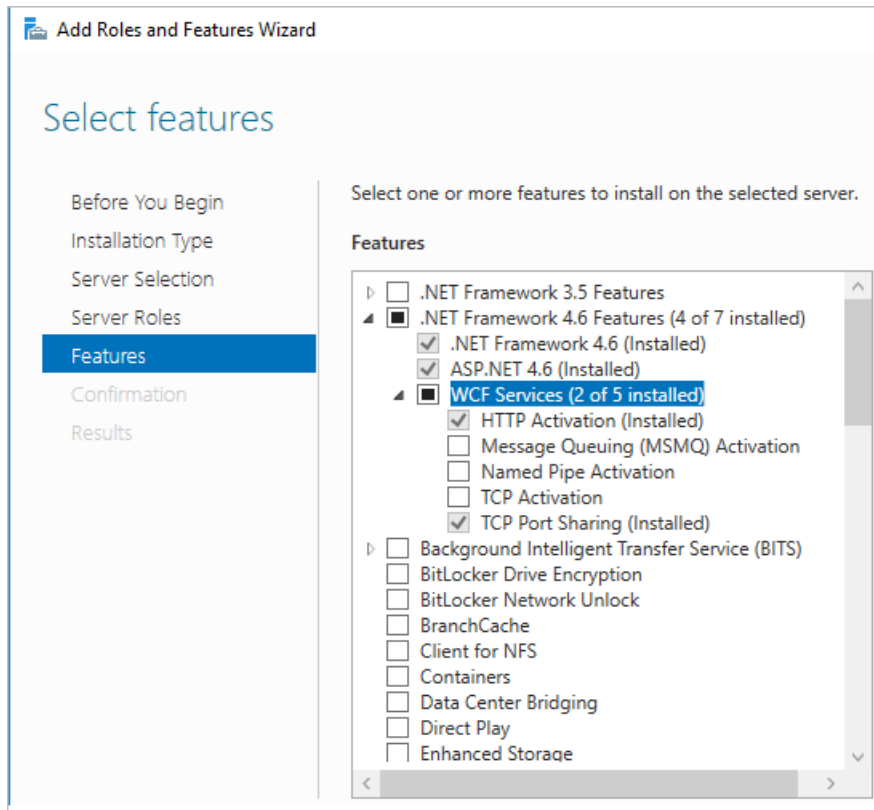 Add Roles and Features Wizard
Select features
Before You Begin
Installation Type
Server Selection
Server Roles
Features
Confirmation
Results
Select one or more features to install on the selected server.
Features
.NET Framework 3.5 Features
.NET Framework 4.6 Features (4 of 7 installed)
.NET Framework 4.6 (Installed)
ASP.NET 4.6 (Installed)
WCF Services (2 of 5 installed)
HTTP Activation (Installed)
Message Queuing (MSMQ) Activation
Named Pipe Activation
TCP Activation
TCP Port Sharing (Installed)
Background Intelligent Transfer Service (BITS)
BitLocker Drive Encryption
BitLocker Network Unlock
BranchCache
Client for NFS
Containers
Data Center Bridging
Direct Play
Enhanced Storage